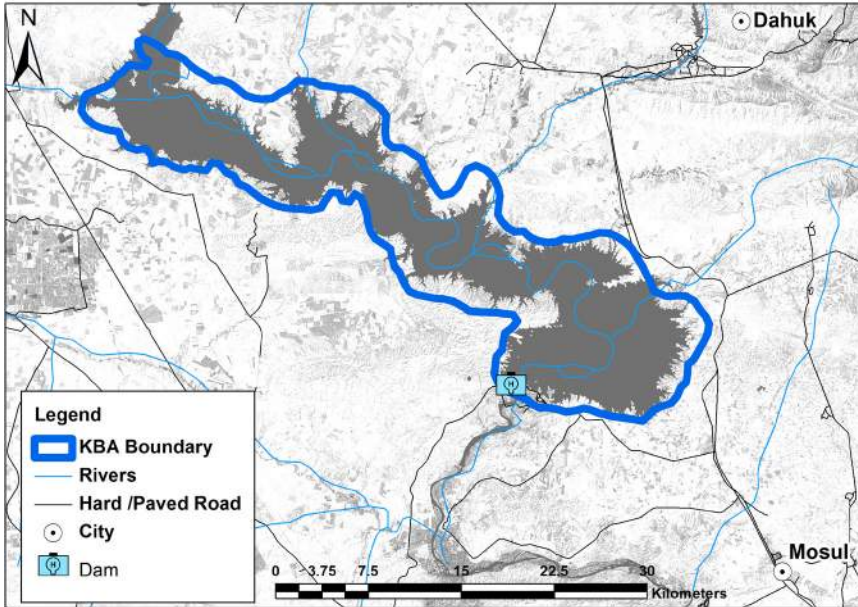 N
Dahuk
Legend
KBA Boundary
Rivers
Hard /Paved Road
City
H
Dam
H
0 3.75 7.5 15 22.5 30
Kilometers
Mosul